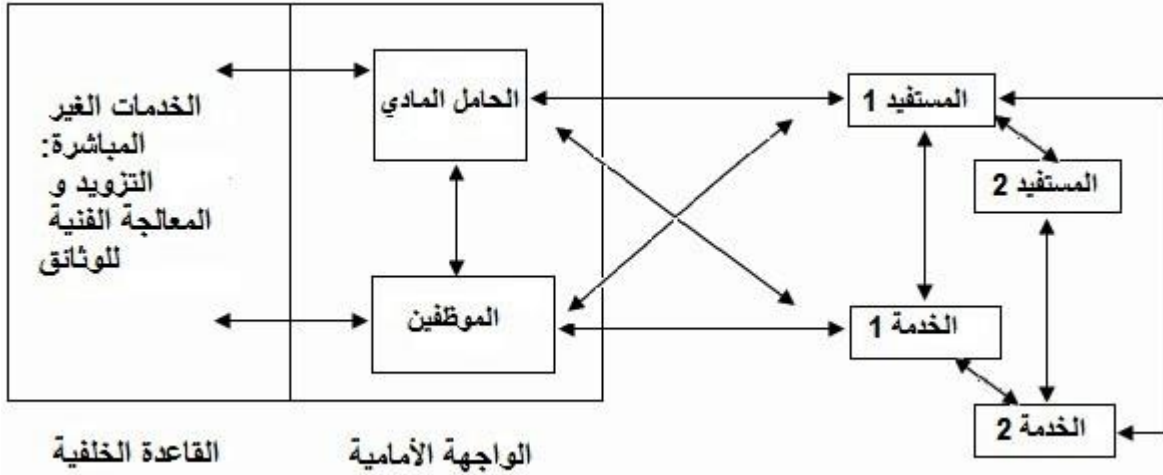 الخدمات الغير
المباشرة:
التزويد و
المعالجة الفنية
للوثائق
الحامل المادي
الموظفين
المستفيد 1
المستفيد 2
الخدمة 1
الخدمة 2
القاعدة الخلفية
الواجهة الأمامية